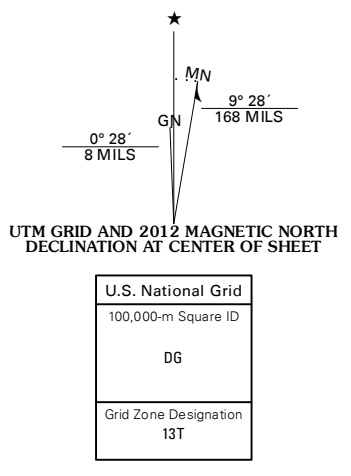 ★
MN
GN
9° 28´
168 MILS
0° 28´
8 MILS
UTM GRID AND 2012 MAGNETIC NORTH
DECLINATION AT CENTER OF SHEET
U.S. National Grid
100,000-m Square ID
DG
Grid Zone Designation
13T